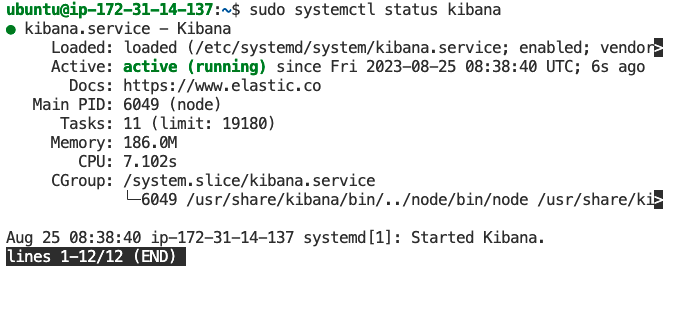 ubuntu@ip-172-31-14-137:~$ sudo systemctl status kibana
● kibana.service - Kibana
     Loaded: loaded (/etc/systemd/system/kibana.service; enabled; vendor>
     Active: active (running) since Fri 2023-08-25 08:38:40 UTC; 6s ago
       Docs: https://www.elastic.co
   Main PID: 6049 (node)
      Tasks: 11 (limit: 19180)
     Memory: 186.0M
        CPU: 7.102s
     CGroup: /system.slice/kibana.service
             └─6049 /usr/share/kibana/bin/../node/bin/node /usr/share/ki>

Aug 25 08:38:40 ip-172-31-14-137 systemd[1]: Started Kibana.
lines 1-12/12 (END)